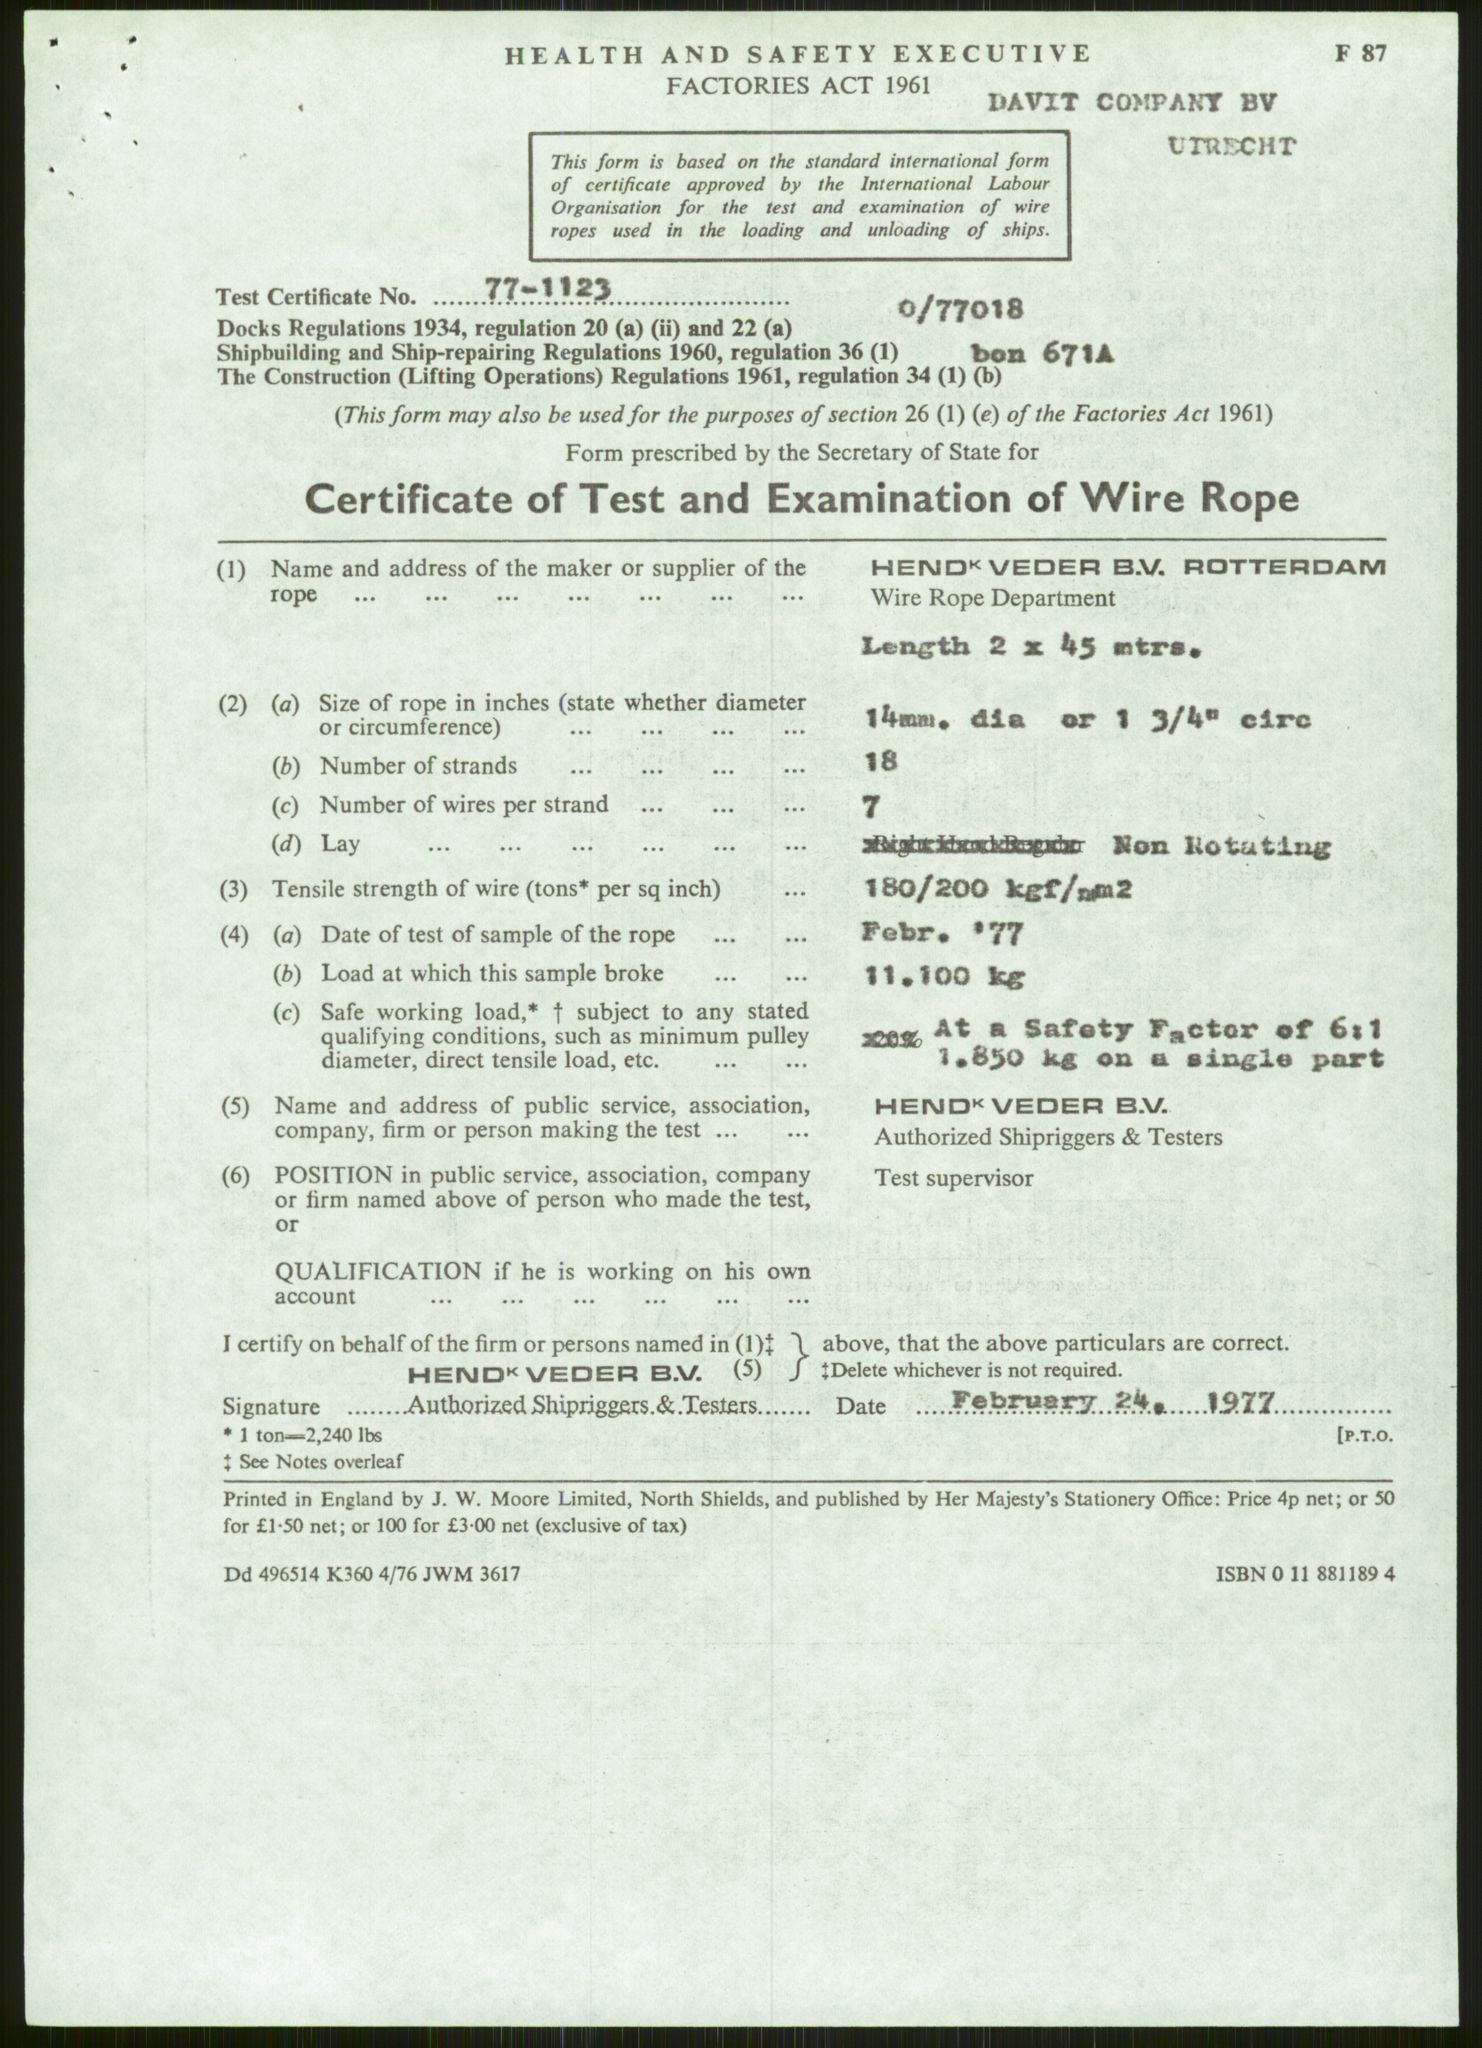 HEALTH AND SAFETY EXECUTIVE F 87
FACTORIES ACT 1961
DAVIT COMPANY BV
UTRECHT
This form is based on the standard international form
of certificate approved by the International Labour
Organisation for the test and examination of wire
ropes used in the loading and unloading of ships.
Test Certificate No. ......77-1123..............................
0/77018
Docks Regulations 1934, regulation 20 (a) (ii) and 22 (a)
Shipbuilding and Ship-repairing Regulations 1960, regulation 36 (1) bon 671A
The Construction (Lifting Operations) Regulations 1961, regulation 34 (1) (b)
(This form may also be used for the purposes of section 26 (1) (e) of the Factories Act 1961)
Form prescribed by the Secretary of State for
Certificate of Test and Examination of Wire Rope
(1) Name and address of the maker or supplier of the HENDK VEDER B.V. ROTTERDAM
rope ... ... ... ... ... ... ... Wire Rope Department
Length 2 x 45 mtrs.
(2) (a) Size of rope in inches (state whether diameter
or circumference) ... ... ... ... 14mm. dia or 1 3/4" circ
(b) Number of strands ... ... ... ... 18
(c) Number of wires per strand ... ... ... 7
(d) Lay ... ... ... ... ... ... Right Hand Regular Non Rotating
(3) Tensile strength of wire (tons* per sq inch) ... 180/200 kgf/mm2
(4) (a) Date of test of sample of the rope ... ... Febr. '77
(b) Load at which this sample broke ... ... 11.100 kg
(c) Safe working load,* † subject to any stated
qualifying conditions, such as minimum pulley x20% At a Safety Factor of 6:1
diameter, direct tensile load, etc. ... ... 1.850 kg on a single part
(5) Name and address of public service, association, HENDK VEDER B.V.
company, firm or person making the test ... ... Authorized Shipriggers & Testers
(6) POSITION in public service, association, company Test supervisor
or firm named above of person who made the test,
or
QUALIFICATION if he is working on his own
account ... ... ... ... ... ...
I certify on behalf of the firm or persons named in (1)‡ } above, that the above particulars are correct.
HENDK VEDER B.V. (5) ‡Delete whichever is not required.
Signature ........Authorized Shipriggers & Testers....... Date .....February 24. 1977...............
* 1 ton=2,240 lbs [P.T.O.
‡ See Notes overleaf
Printed in England by J. W. Moore Limited, North Shields, and published by Her Majesty's Stationery Office: Price 4p net; or 50
for £1·50 net; or 100 for £3·00 net (exclusive of tax)
Dd 496514 K360 4/76 JWM 3617 ISBN 0 11 881189 4